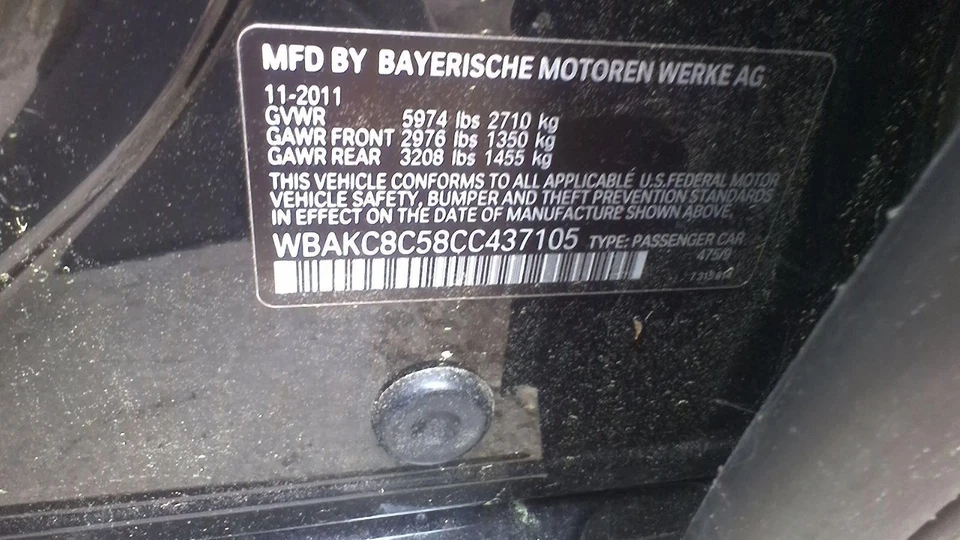 MFD BY BAYERISCHE MOTOREN WERKE AG
11-2011
GVWR 5974 lbs 2710 kg
GAWR FRONT 2976 lbs 1350 kg
GAWR REAR 3208 lbs 1455 kg
THIS VEHICLE CONFORMS TO ALL APPLICABLE U.S.FEDERAL MOTOR
VEHICLE SAFETY, BUMPER AND THEFT PREVENTION STANDARDS
IN EFFECT ON THE DATE OF MANUFACTURE SHOWN ABOVE.
WBAKC8C58CC437105 TYPE: PASSENGER CAR
475/9